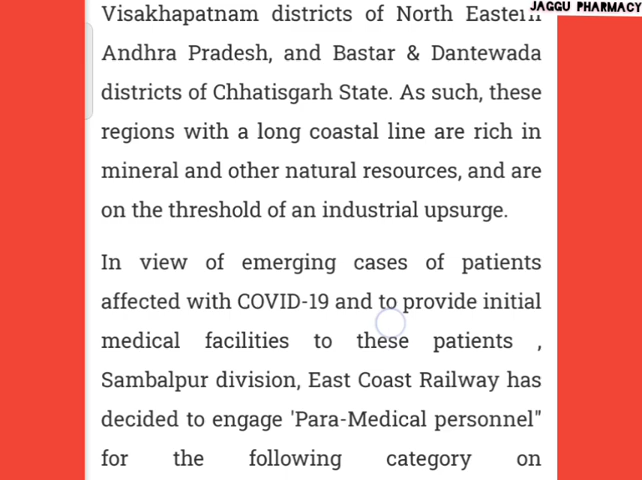 JAGGU PHARMACY
Visakhapatnam districts of North Eastern
Andhra Pradesh, and Bastar & Dantewada
districts of Chhatisgarh State. As such, these
regions with a long coastal line are rich in
mineral and other natural resources, and are
on the threshold of an industrial upsurge.
In view of emerging cases of patients
affected with COVID-19 and to provide initial
medical facilities to these patients ,
Sambalpur division, East Coast Railway has
decided to engage 'Para-Medical personnel"
for the following category on